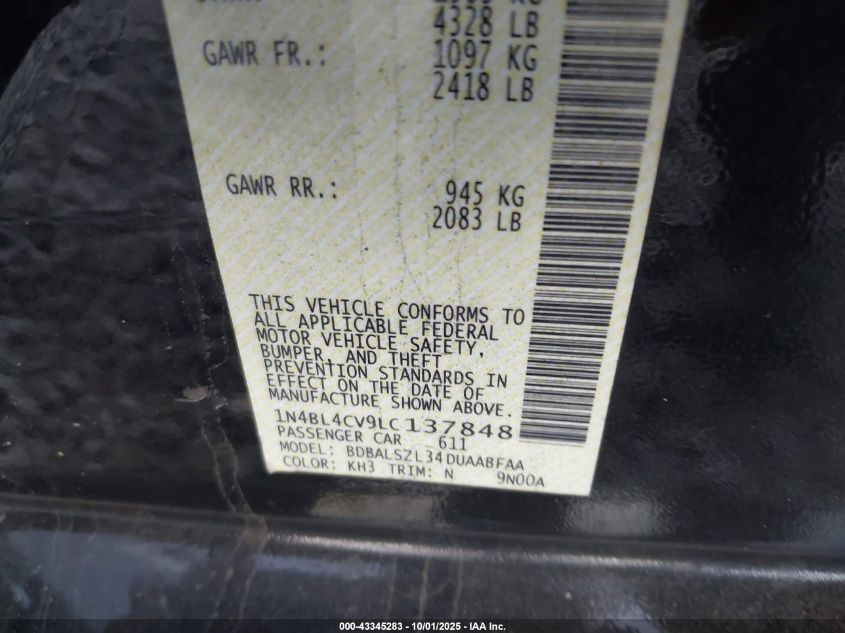 4328 LB
GAWR FR.: 1097 KG
2418 LB
GAWR RR.: 945 KG
2083 LB
THIS VEHICLE CONFORMS TO
ALL APPLICABLE FEDERAL
MOTOR VEHICLE SAFETY,
BUMPER, AND THEFT
PREVENTION STANDARDS IN
EFFECT ON THE DATE OF
MANUFACTURE SHOWN ABOVE.
1N4BL4CV9LC137848
PASSENGER CAR 611
MODEL: BDBALSZL34DUAABFAA
COLOR: KH3 TRIM: N 9N00A
000-43345283 - 10/01/2025 - IAA Inc.